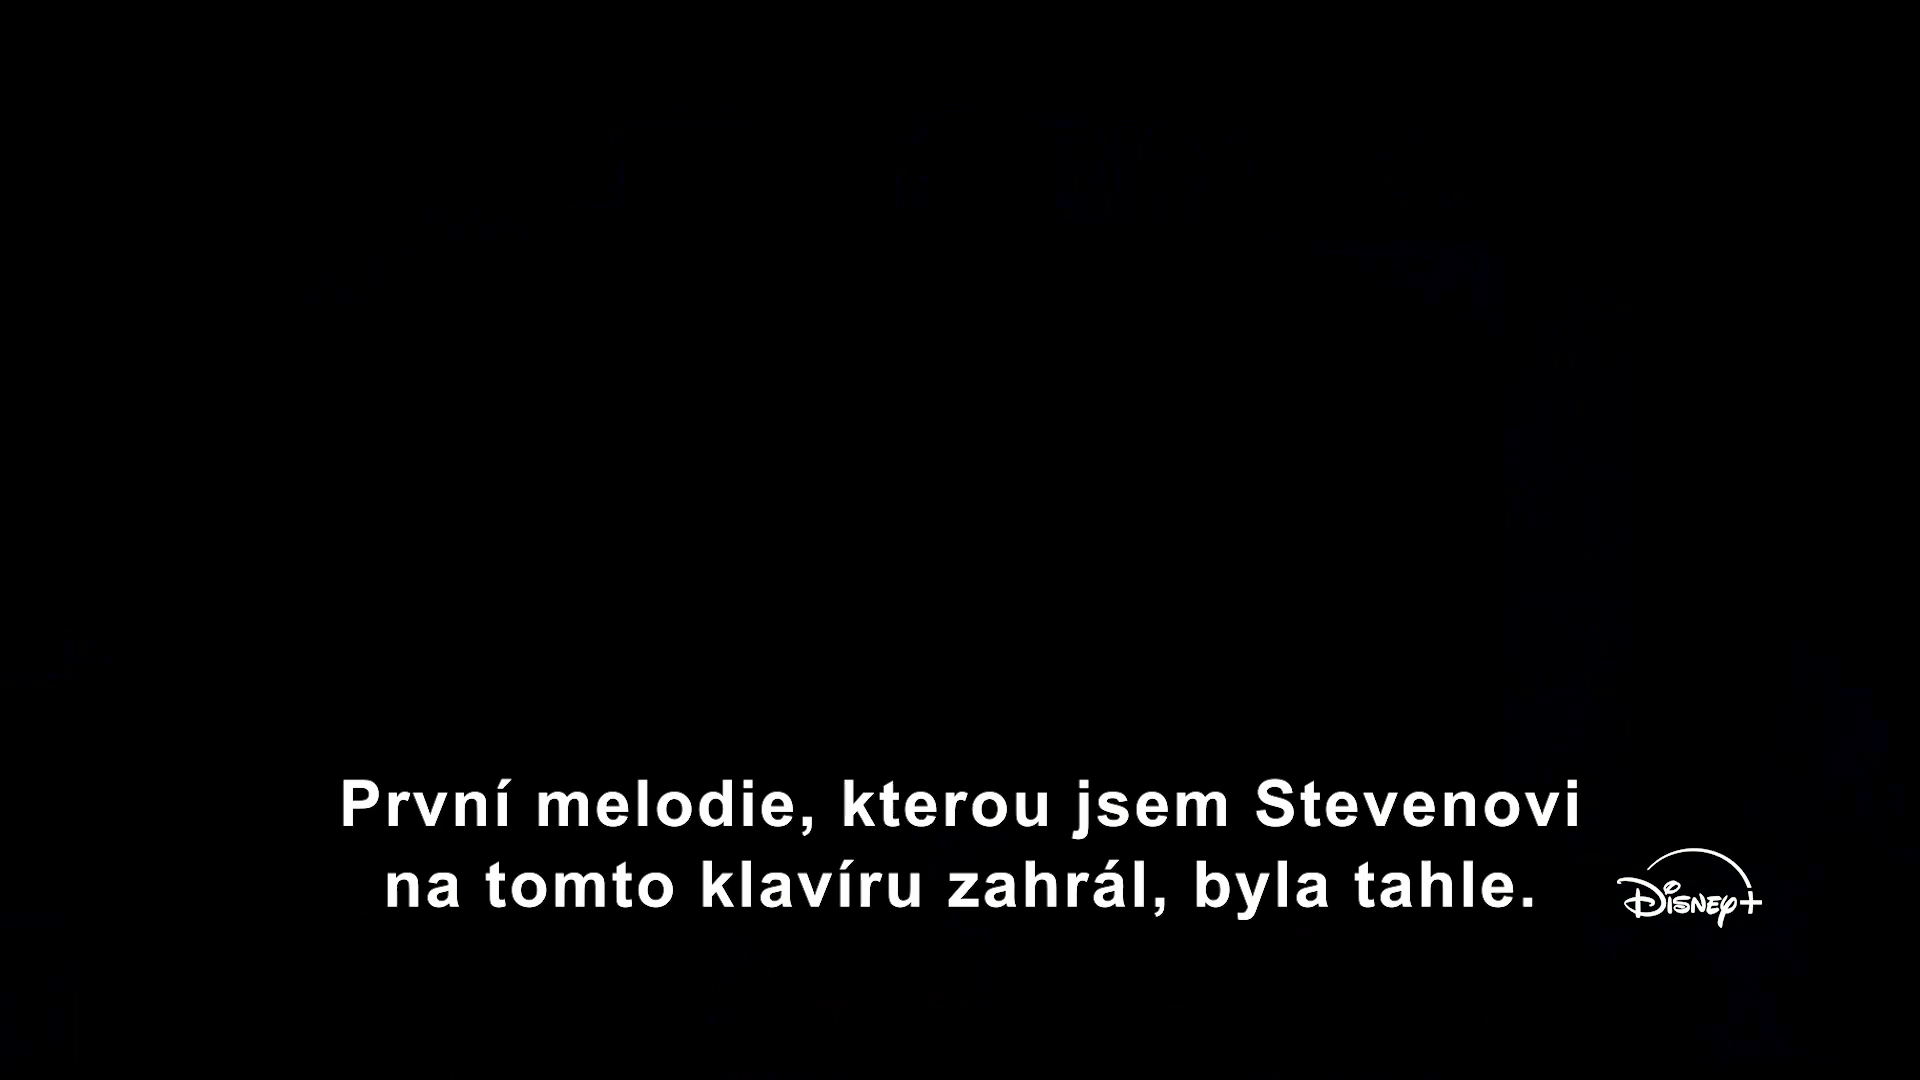 První melodie, kterou jsem Stevenovi
na tomto klavíru zahrál, byla tahle.
Disney+